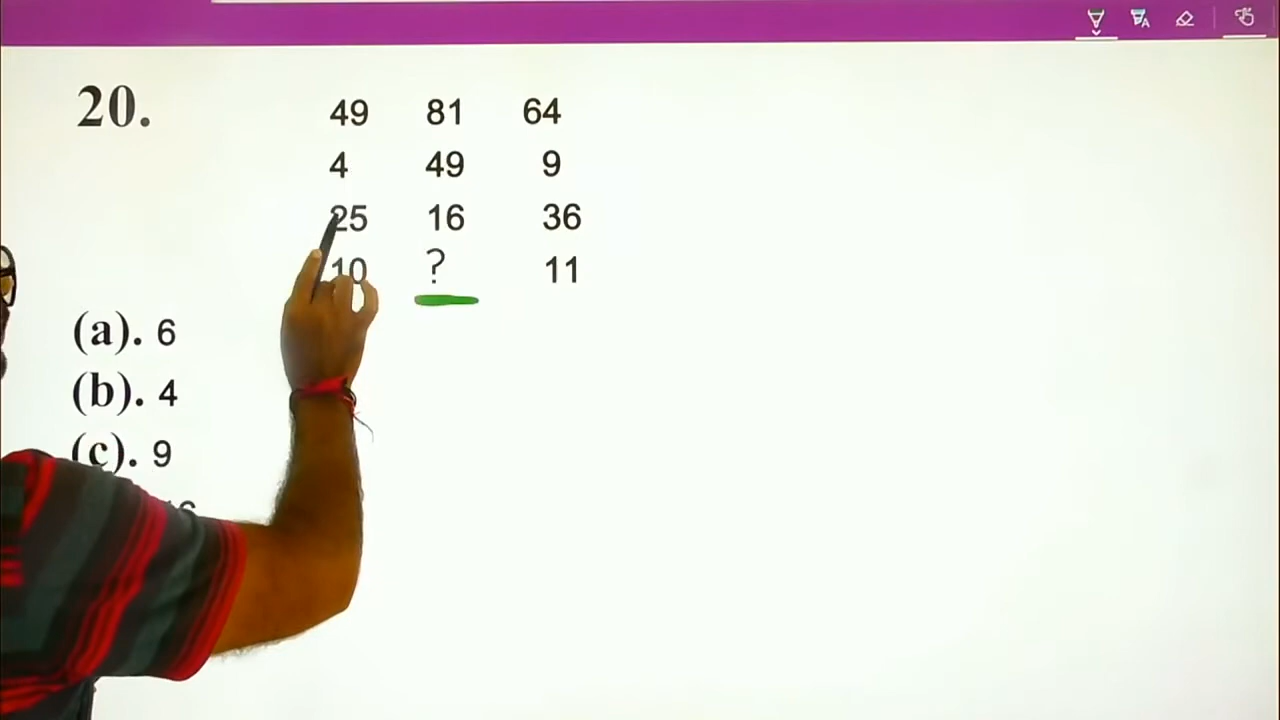 20.
49 81 64
4 49 9
25 16 36
10 ? 11
(a). 6
(b). 4
(c). 9